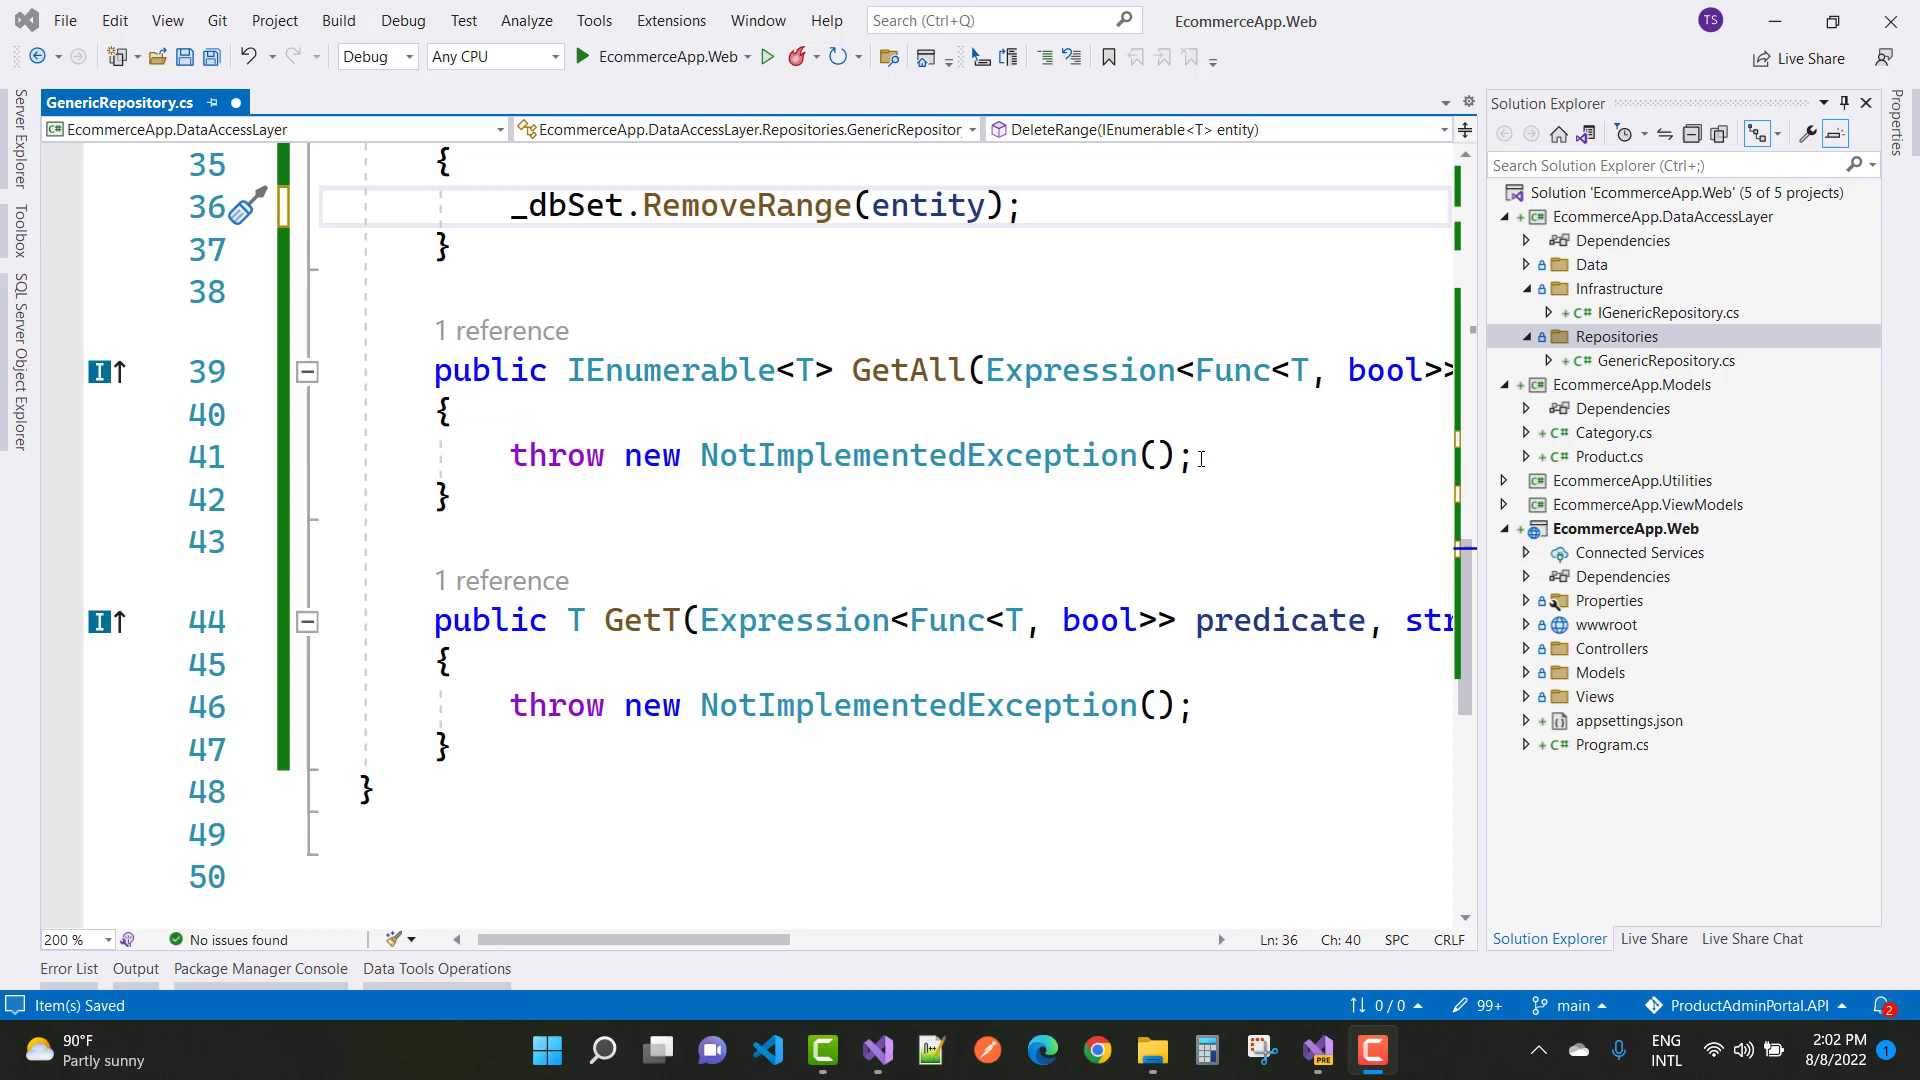 File Edit View Git Project Build Debug Test Analyze Tools Extensions Window Help Search (Ctrl+Q) EcommerceApp.Web TS
Debug Any CPU EcommerceApp.Web Live Share
GenericRepository.cs
EcommerceApp.DataAccessLayer EcommerceApp.DataAccessLayer.Repositories.GenericRepositor DeleteRange(IEnumerable<T> entity)
Server Explorer
Toolbox
SQL Server Object Explorer
35 {
36 _dbSet.RemoveRange(entity);
37 }
38
1 reference
39 public IEnumerable<T> GetAll(Expression<Func<T, bool>>
40 {
41 throw new NotImplementedException();
42 }
43
1 reference
44 public T GetT(Expression<Func<T, bool>> predicate, str
45 {
46 throw new NotImplementedException();
47 }
48 }
49
50
200 % No issues found Ln: 36 Ch: 40 SPC CRLF
Solution Explorer
Search Solution Explorer (Ctrl+;)
Solution 'EcommerceApp.Web' (5 of 5 projects)
EcommerceApp.DataAccessLayer
Dependencies
Data
Infrastructure
IGenericRepository.cs
Repositories
GenericRepository.cs
EcommerceApp.Models
Dependencies
Category.cs
Product.cs
EcommerceApp.Utilities
EcommerceApp.ViewModels
EcommerceApp.Web
Connected Services
Dependencies
Properties
wwwroot
Controllers
Models
Views
appsettings.json
Program.cs
Solution Explorer Live Share Live Share Chat
Properties
Error List Output Package Manager Console Data Tools Operations
Item(s) Saved 0 / 0 99+ main ProductAdminPortal.API 2
90°F
Partly sunny
PRE
ENG
INTL
2:02 PM
8/8/2022
1